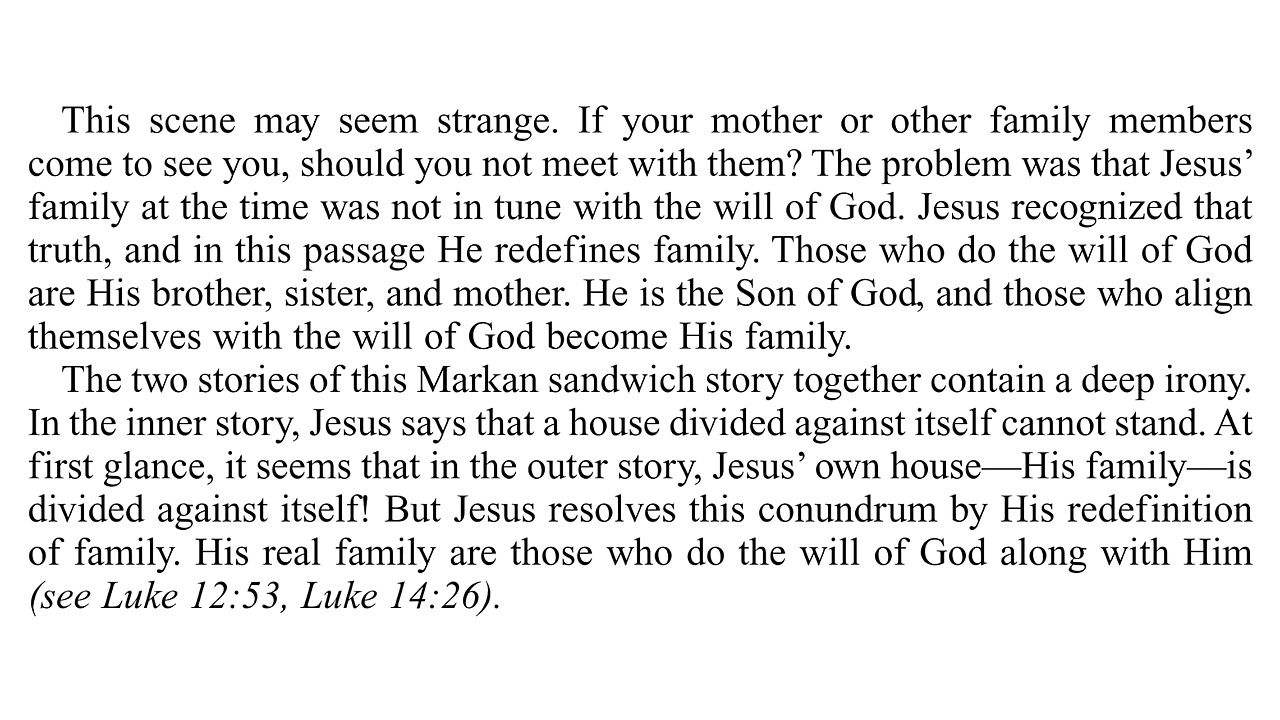 This scene may seem strange. If your mother or other family members
come to see you, should you not meet with them? The problem was that Jesus’
family at the time was not in tune with the will of God. Jesus recognized that
truth, and in this passage He redefines family. Those who do the will of God
are His brother, sister, and mother. He is the Son of God, and those who align
themselves with the will of God become His family.
The two stories of this Markan sandwich story together contain a deep irony.
In the inner story, Jesus says that a house divided against itself cannot stand. At
first glance, it seems that in the outer story, Jesus’ own house—His family—is
divided against itself! But Jesus resolves this conundrum by His redefinition
of family. His real family are those who do the will of God along with Him
(see Luke 12:53, Luke 14:26).